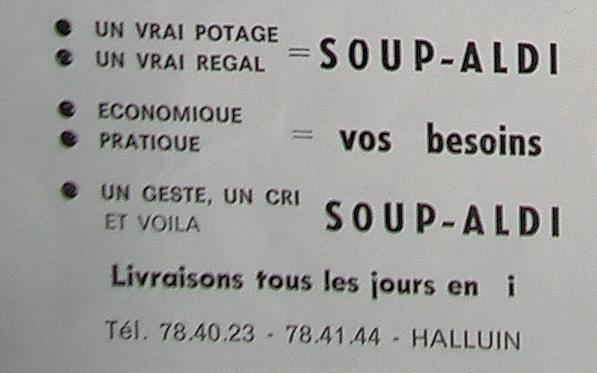 UN VRAI POTAGE
UN VRAI REGAL = SOUP-ALDI
ECONOMIQUE
PRATIQUE = vos besoins
UN GESTE, UN CRI
ET VOILA SOUP-ALDI
Livraisons tous les jours en i
Tél. 78.40.23 - 78.41.44 - HALLUIN